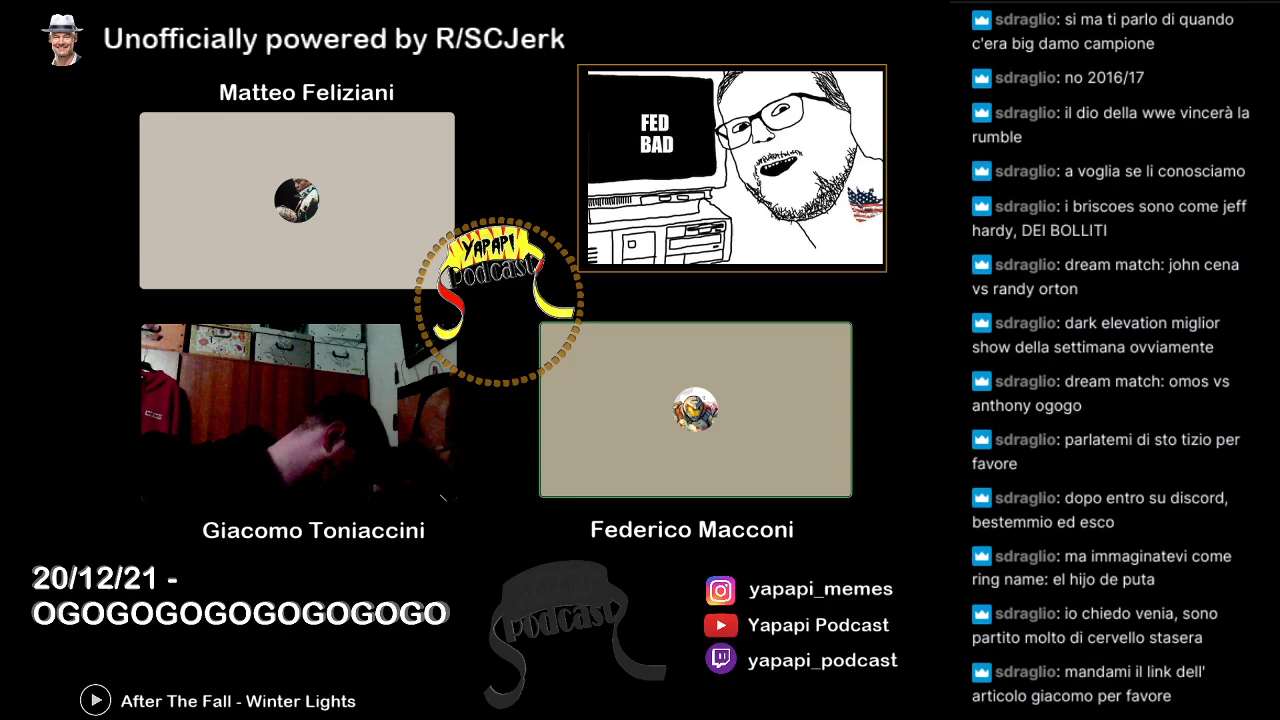 Unofficially powered by R/SCJerk
Matteo Feliziani
FED
BAD
YAPAPI
podcast
Giacomo Toniaccini
Federico Macconi
20/12/21 -
OGOGOGOGOGOGOGOGO
podcast
yapapi_memes
Yapapi Podcast
yapapi_podcast
After The Fall - Winter Lights
sdraglio: si ma ti parlo di quando
c'era big damo campione
sdraglio: no 2016/17
sdraglio: il dio della wwe vincerà la
rumble
sdraglio: a voglia se li conosciamo
sdraglio: i briscoes sono come jeff
hardy, DEI BOLLITI
sdraglio: dream match: john cena
vs randy orton
sdraglio: dark elevation miglior
show della settimana ovviamente
sdraglio: dream match: omos vs
anthony ogogo
sdraglio: parlatemi di sto tizio per
favore
sdraglio: dopo entro su discord,
bestemmio ed esco
sdraglio: ma immaginatevi come
ring name: el hijo de puta
sdraglio: io chiedo venia, sono
partito molto di cervello stasera
sdraglio: mandami il link dell'
articolo giacomo per favore